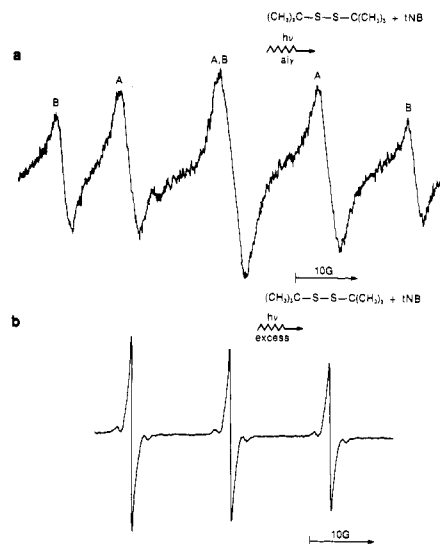 (CH₃)₃C—S—S—C(CH₃)₃ + tNB
hν
air
a
B
A
A,B
A
B
10G
(CH₃)₃C—S—S—C(CH₃)₃ + tNB
hν
excess
b
10G